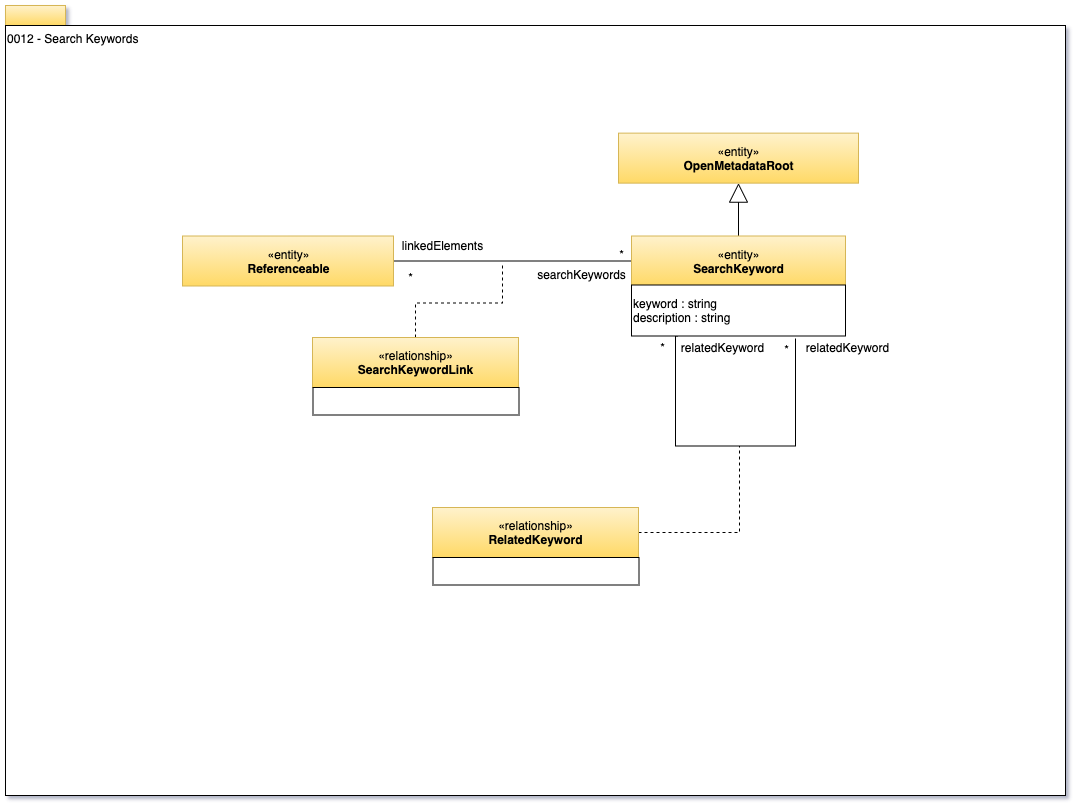 0012 - Search Keywords
«entity»
OpenMetadataRoot
«entity»
Referenceable
linkedElements
*
*
searchKeywords
«entity»
SearchKeyword
keyword : string
description : string
*
relatedKeyword
*
relatedKeyword
«relationship»
SearchKeywordLink
«relationship»
RelatedKeyword